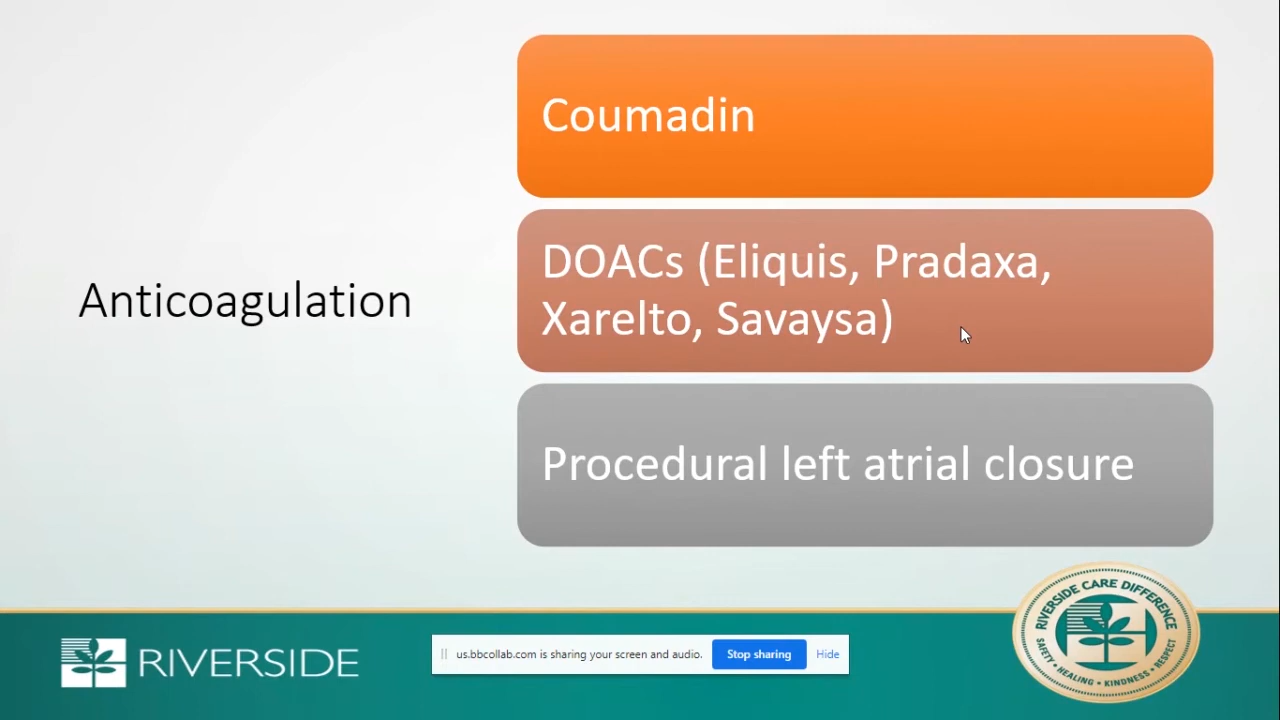 Coumadin
Anticoagulation
DOACs (Eliquis, Pradaxa,
Xarelto, Savaysa)
Procedural left atrial closure
RIVERSIDE
us.bbcollab.com is sharing your screen and audio.
Stop sharing
Hide
RIVERSIDE CARE DIFFERENCE
SAFETY • HEALING • KINDNESS • RESPECT